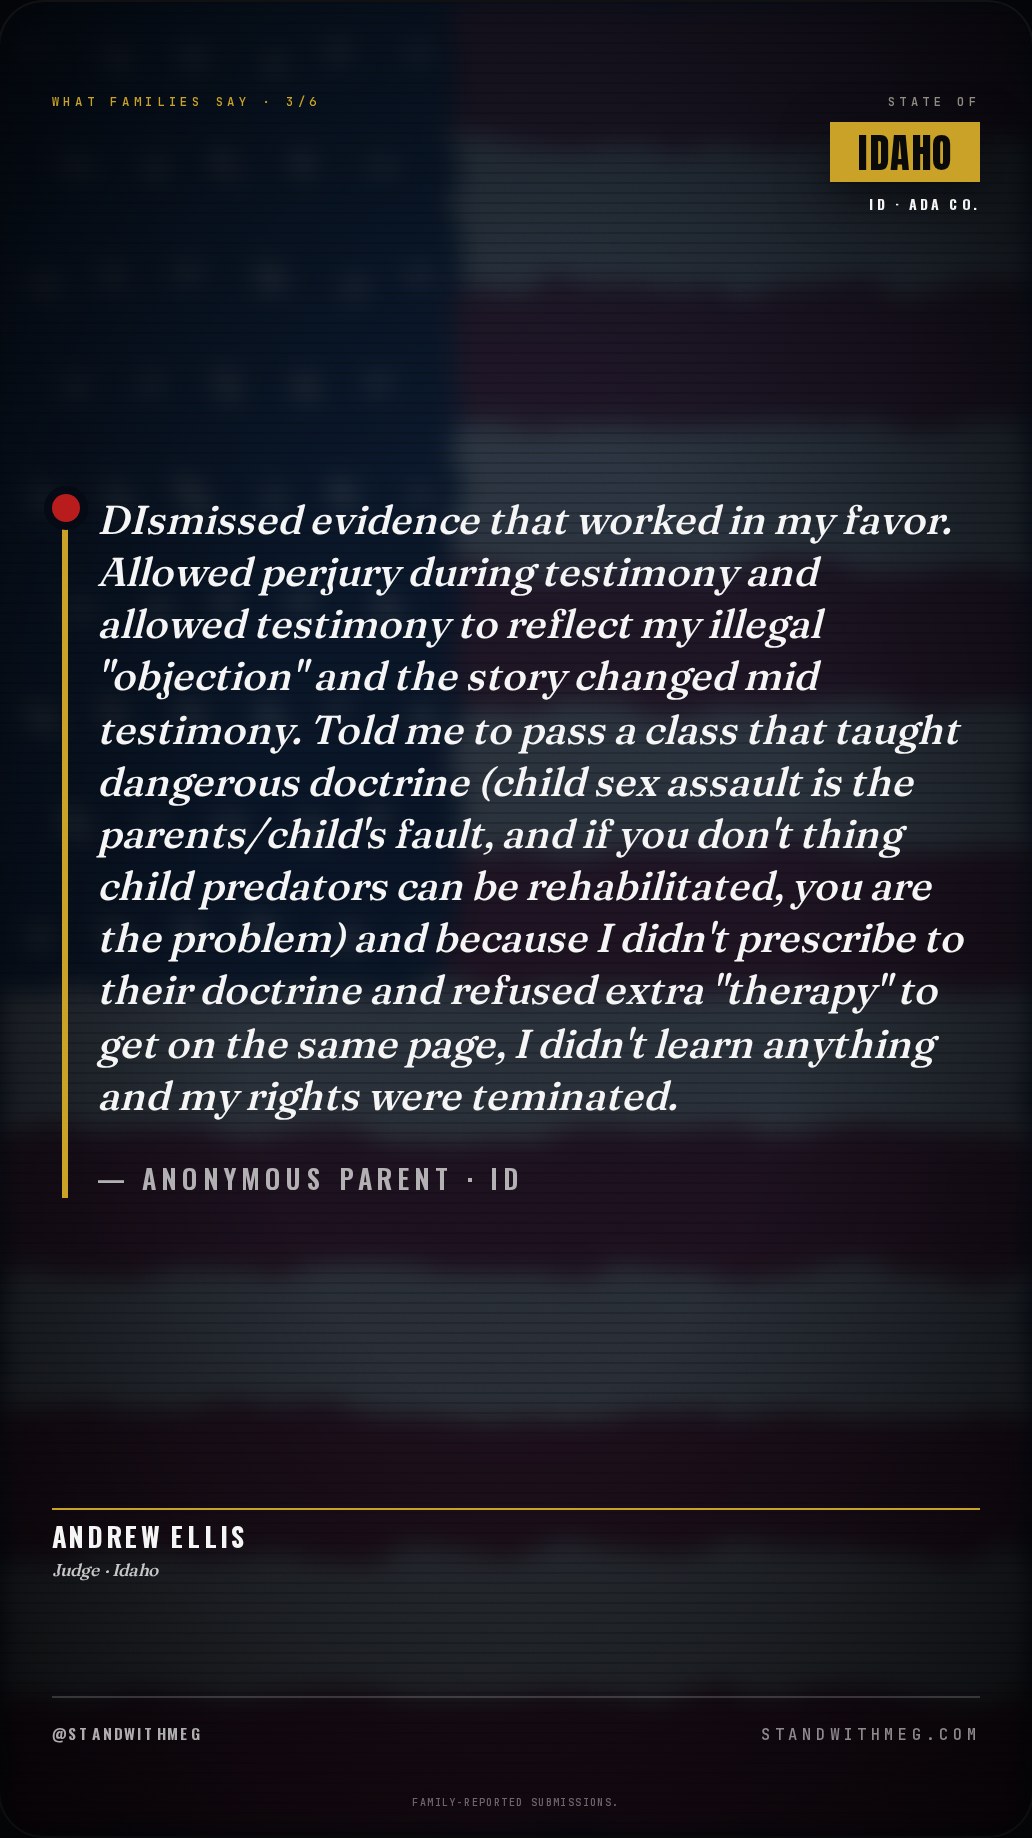 WHAT FAMILIES SAY · 3/6
STATE OF
IDAHO
ID · ADA CO.
DIsmissed evidence that worked in my favor.
Allowed perjury during testimony and
allowed testimony to reflect my illegal
"objection" and the story changed mid
testimony. Told me to pass a class that taught
dangerous doctrine (child sex assault is the
parents/child's fault, and if you don't thing
child predators can be rehabilitated, you are
the problem) and because I didn't prescribe to
their doctrine and refused extra "therapy" to
get on the same page, I didn't learn anything
and my rights were teminated.
— ANONYMOUS PARENT · ID
ANDREW ELLIS
Judge · Idaho
@STANDWITHMEG
STANDWITHMEG.COM
FAMILY-REPORTED SUBMISSIONS.